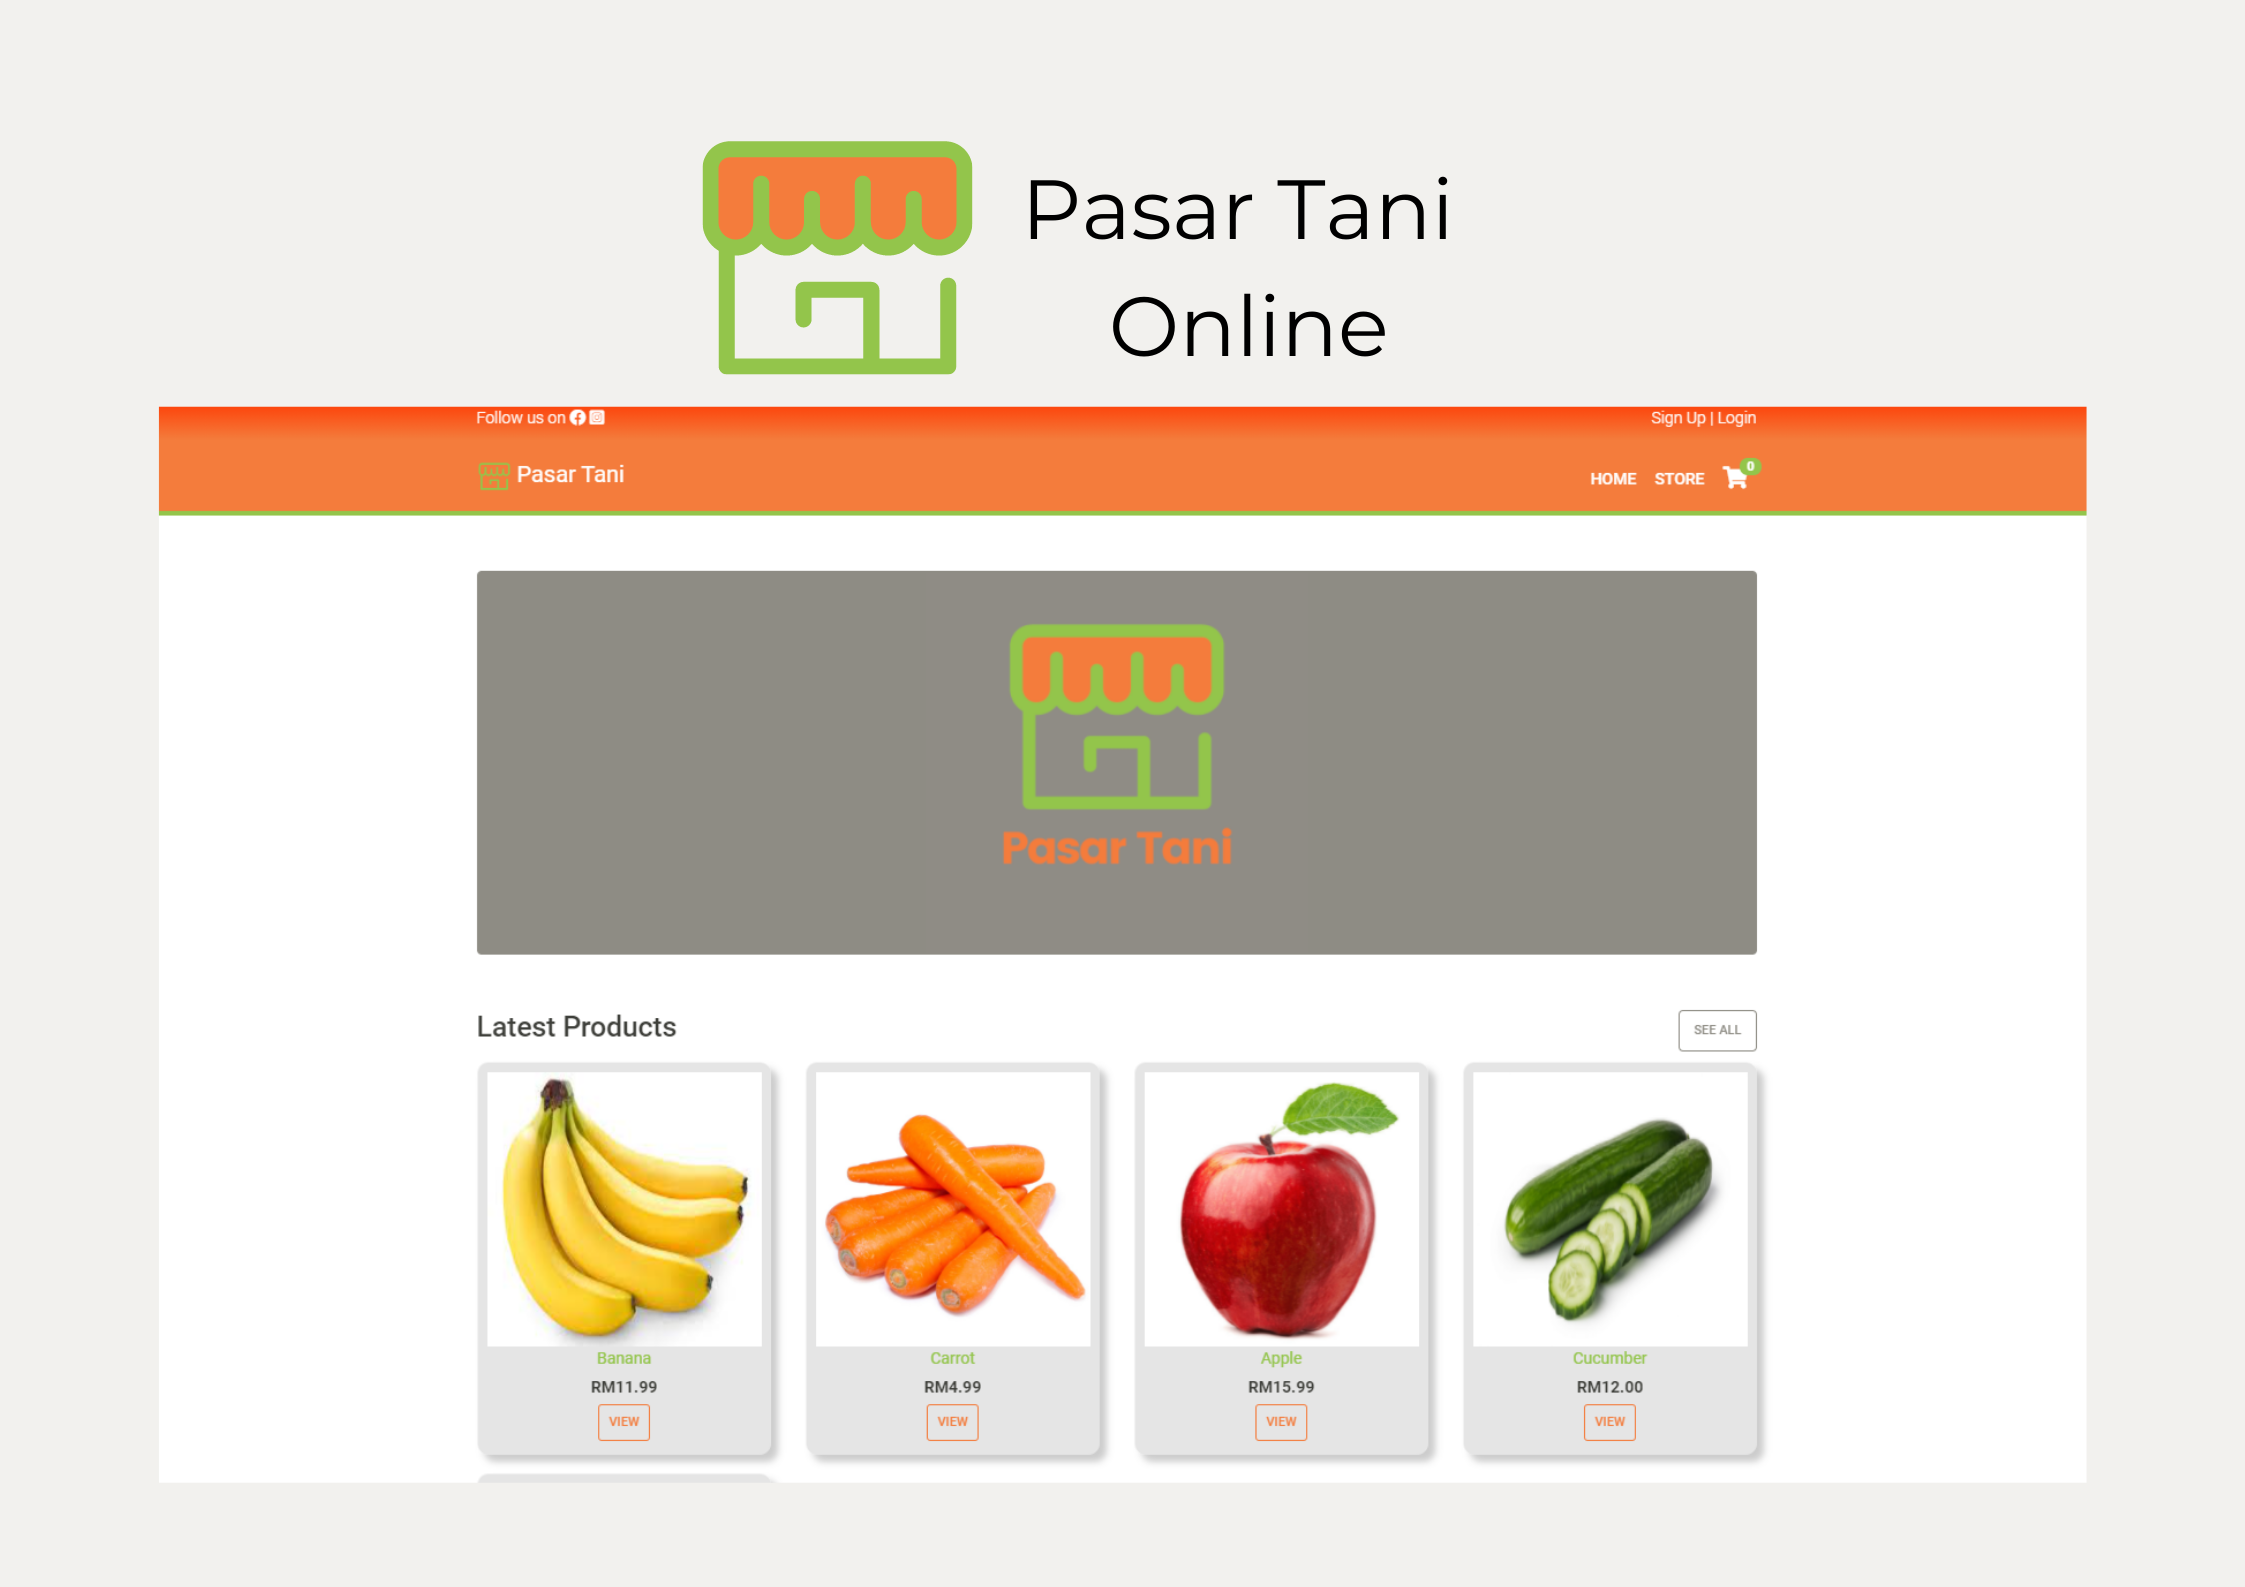 Pasar Tani
Online
Follow us on
Sign Up | Login
Pasar Tani
HOME STORE 0
Pasar Tani
Latest Products
SEE ALL
Banana
RM11.99
VIEW
Carrot
RM4.99
VIEW
Apple
RM15.99
VIEW
Cucumber
RM12.00
VIEW